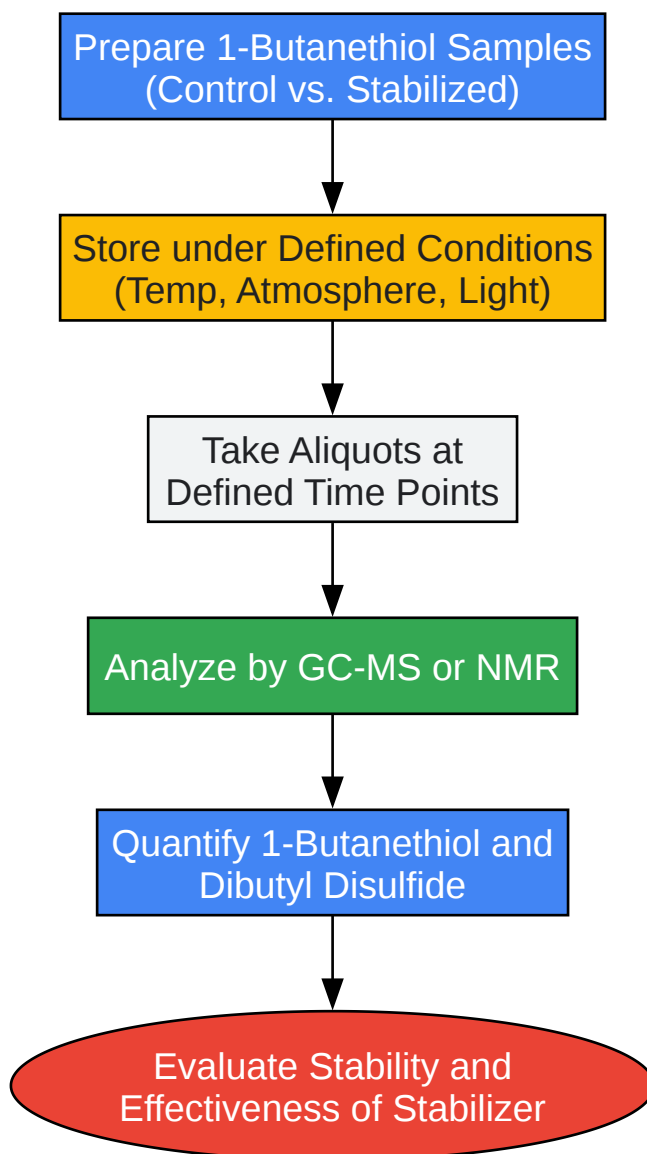 Prepare 1-Butanethiol Samples
(Control vs. Stabilized)
Store under Defined Conditions
(Temp, Atmosphere, Light)
Take Aliquots at
Defined Time Points
Analyze by GC-MS or NMR
Quantify 1-Butanethiol and
Dibutyl Disulfide
Evaluate Stability and
Effectiveness of Stabilizer